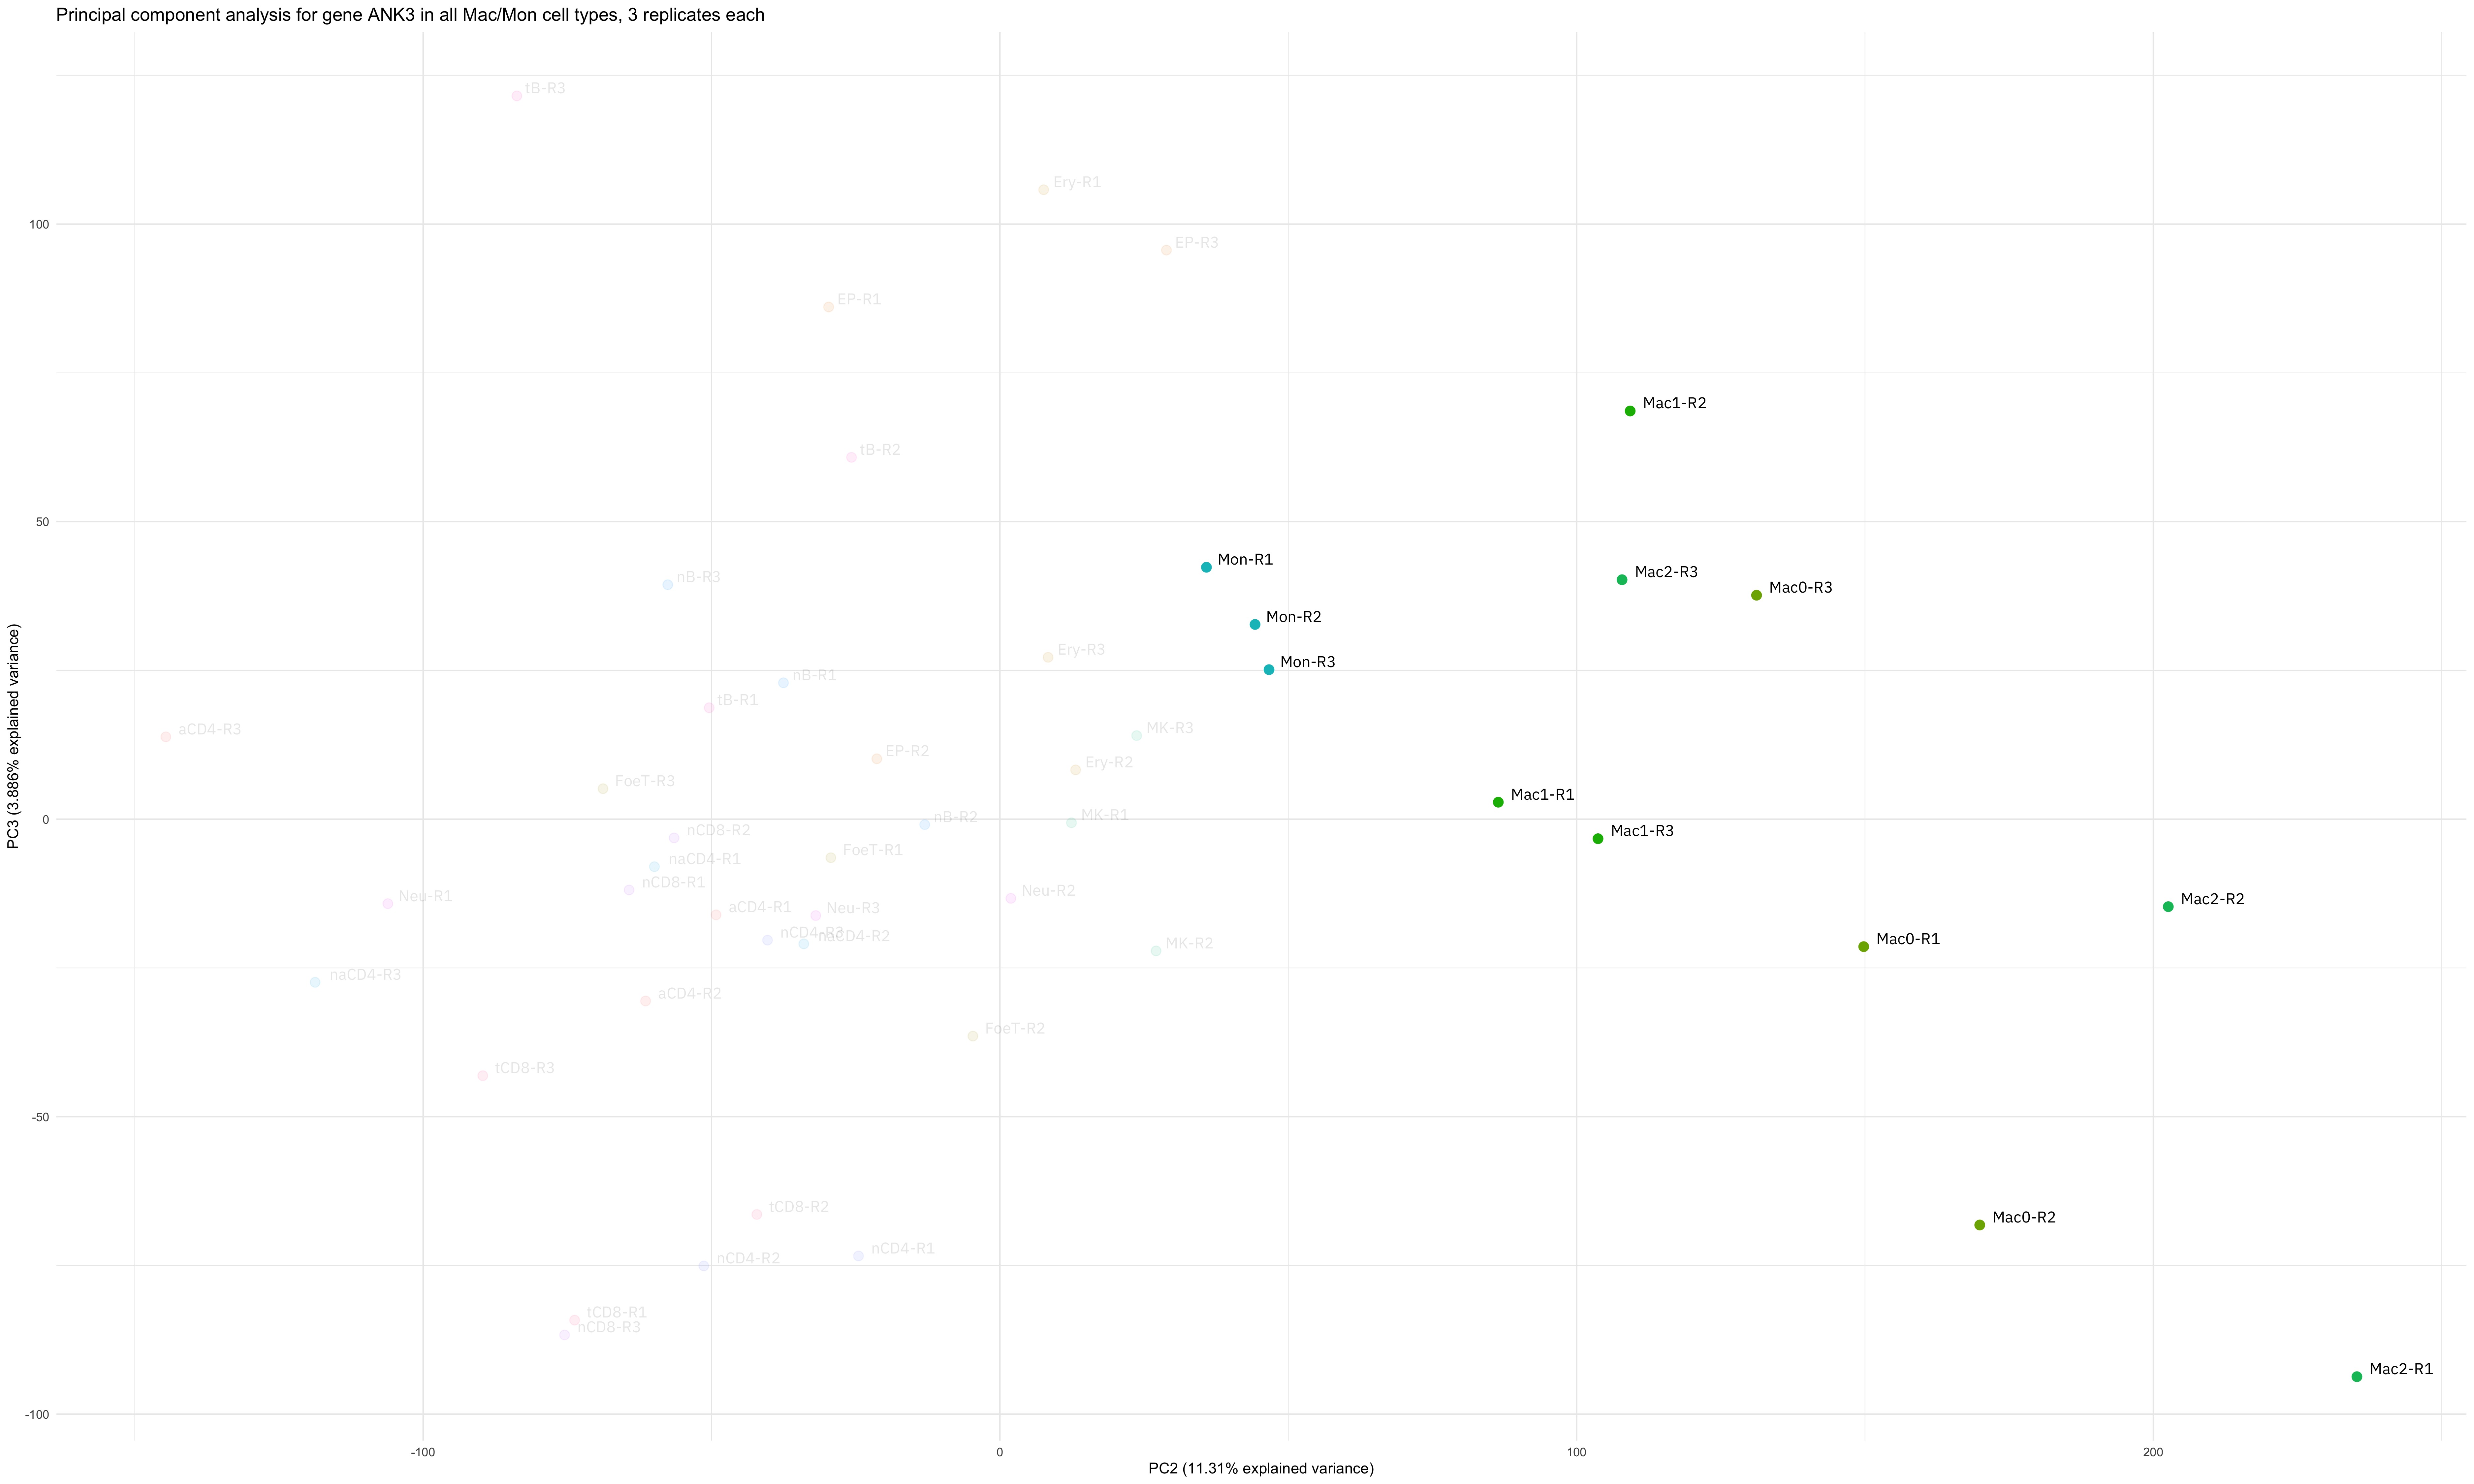 Principal component analysis for gene ANK3 in all Mac/Mon cell types, 3 replicates each
tB-R3
Ery-R1
100
EP-R3
EP-R1
Mac1-R2
tB-R2
50
Mon-R1
Mac2-R3
nB-R3
Mac0-R3
Mon-R2
Ery-R3
Mon-R3
nB-R1
tB-R1
aCD4-R3
MK-R3
EP-R2
Ery-R2
FoeT-R3
Mac1-R1
nB-R2
MK-R1
0
nCD8-R2
Mac1-R3
FoeT-R1
naCD4-R1
nCD8-R1
Neu-R2
Neu-R1
Mac2-R2
aCD4-R1
Neu-R3
nCD4-R3
naCD4-R2
Mac0-R1
MK-R2
naCD4-R3
aCD4-R2
FoeT-R2
tCD8-R3
-50
tCD8-R2
Mac0-R2
nCD4-R1
nCD4-R2
tCD8-R1
nCD8-R3
Mac2-R1
-100
PC3 (3.886% explained variance)
-100
0
100
200
PC2 (11.31% explained variance)